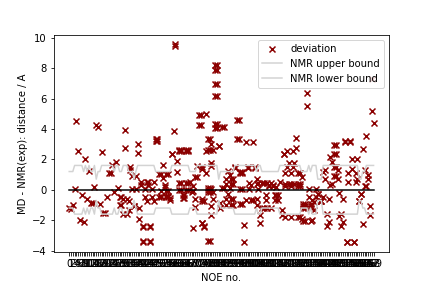 MD - NMR(exp): distance / A
10
8
6
4
2
0
−2
−4
deviation
NMR upper bound
NMR lower bound
NOE no.